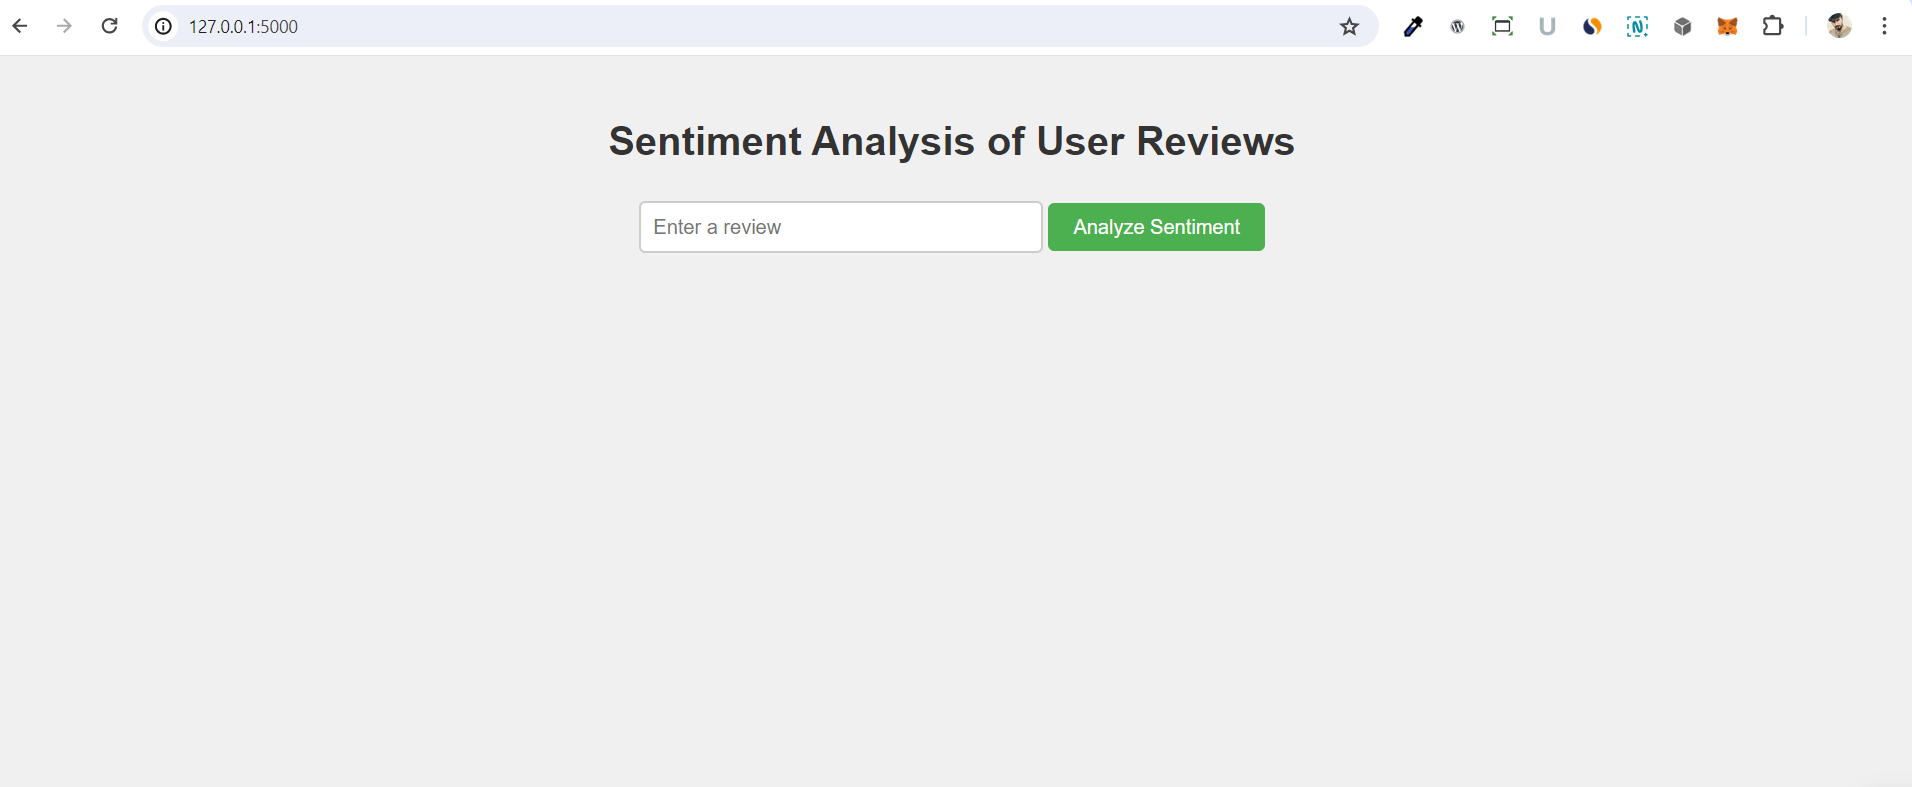 127.0.0.1:5000
Sentiment Analysis of User Reviews
Enter a review
Analyze Sentiment